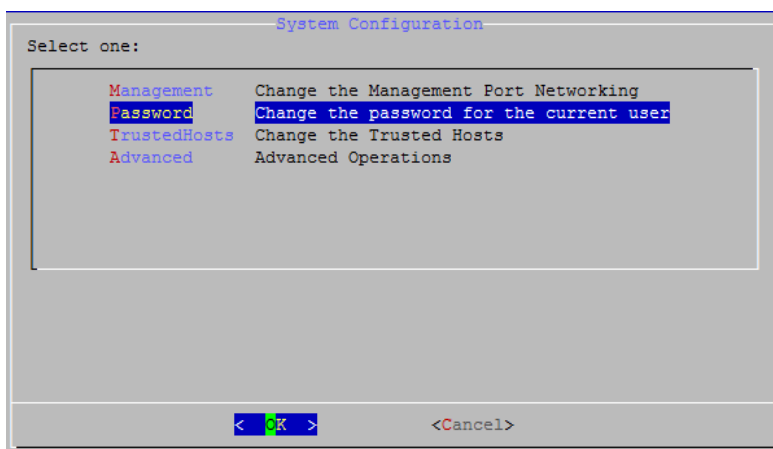 System Configuration
Select one:
Management Change the Management Port Networking
Password Change the password for the current user
TrustedHosts Change the Trusted Hosts
Advanced Advanced Operations
< OK > <Cancel>